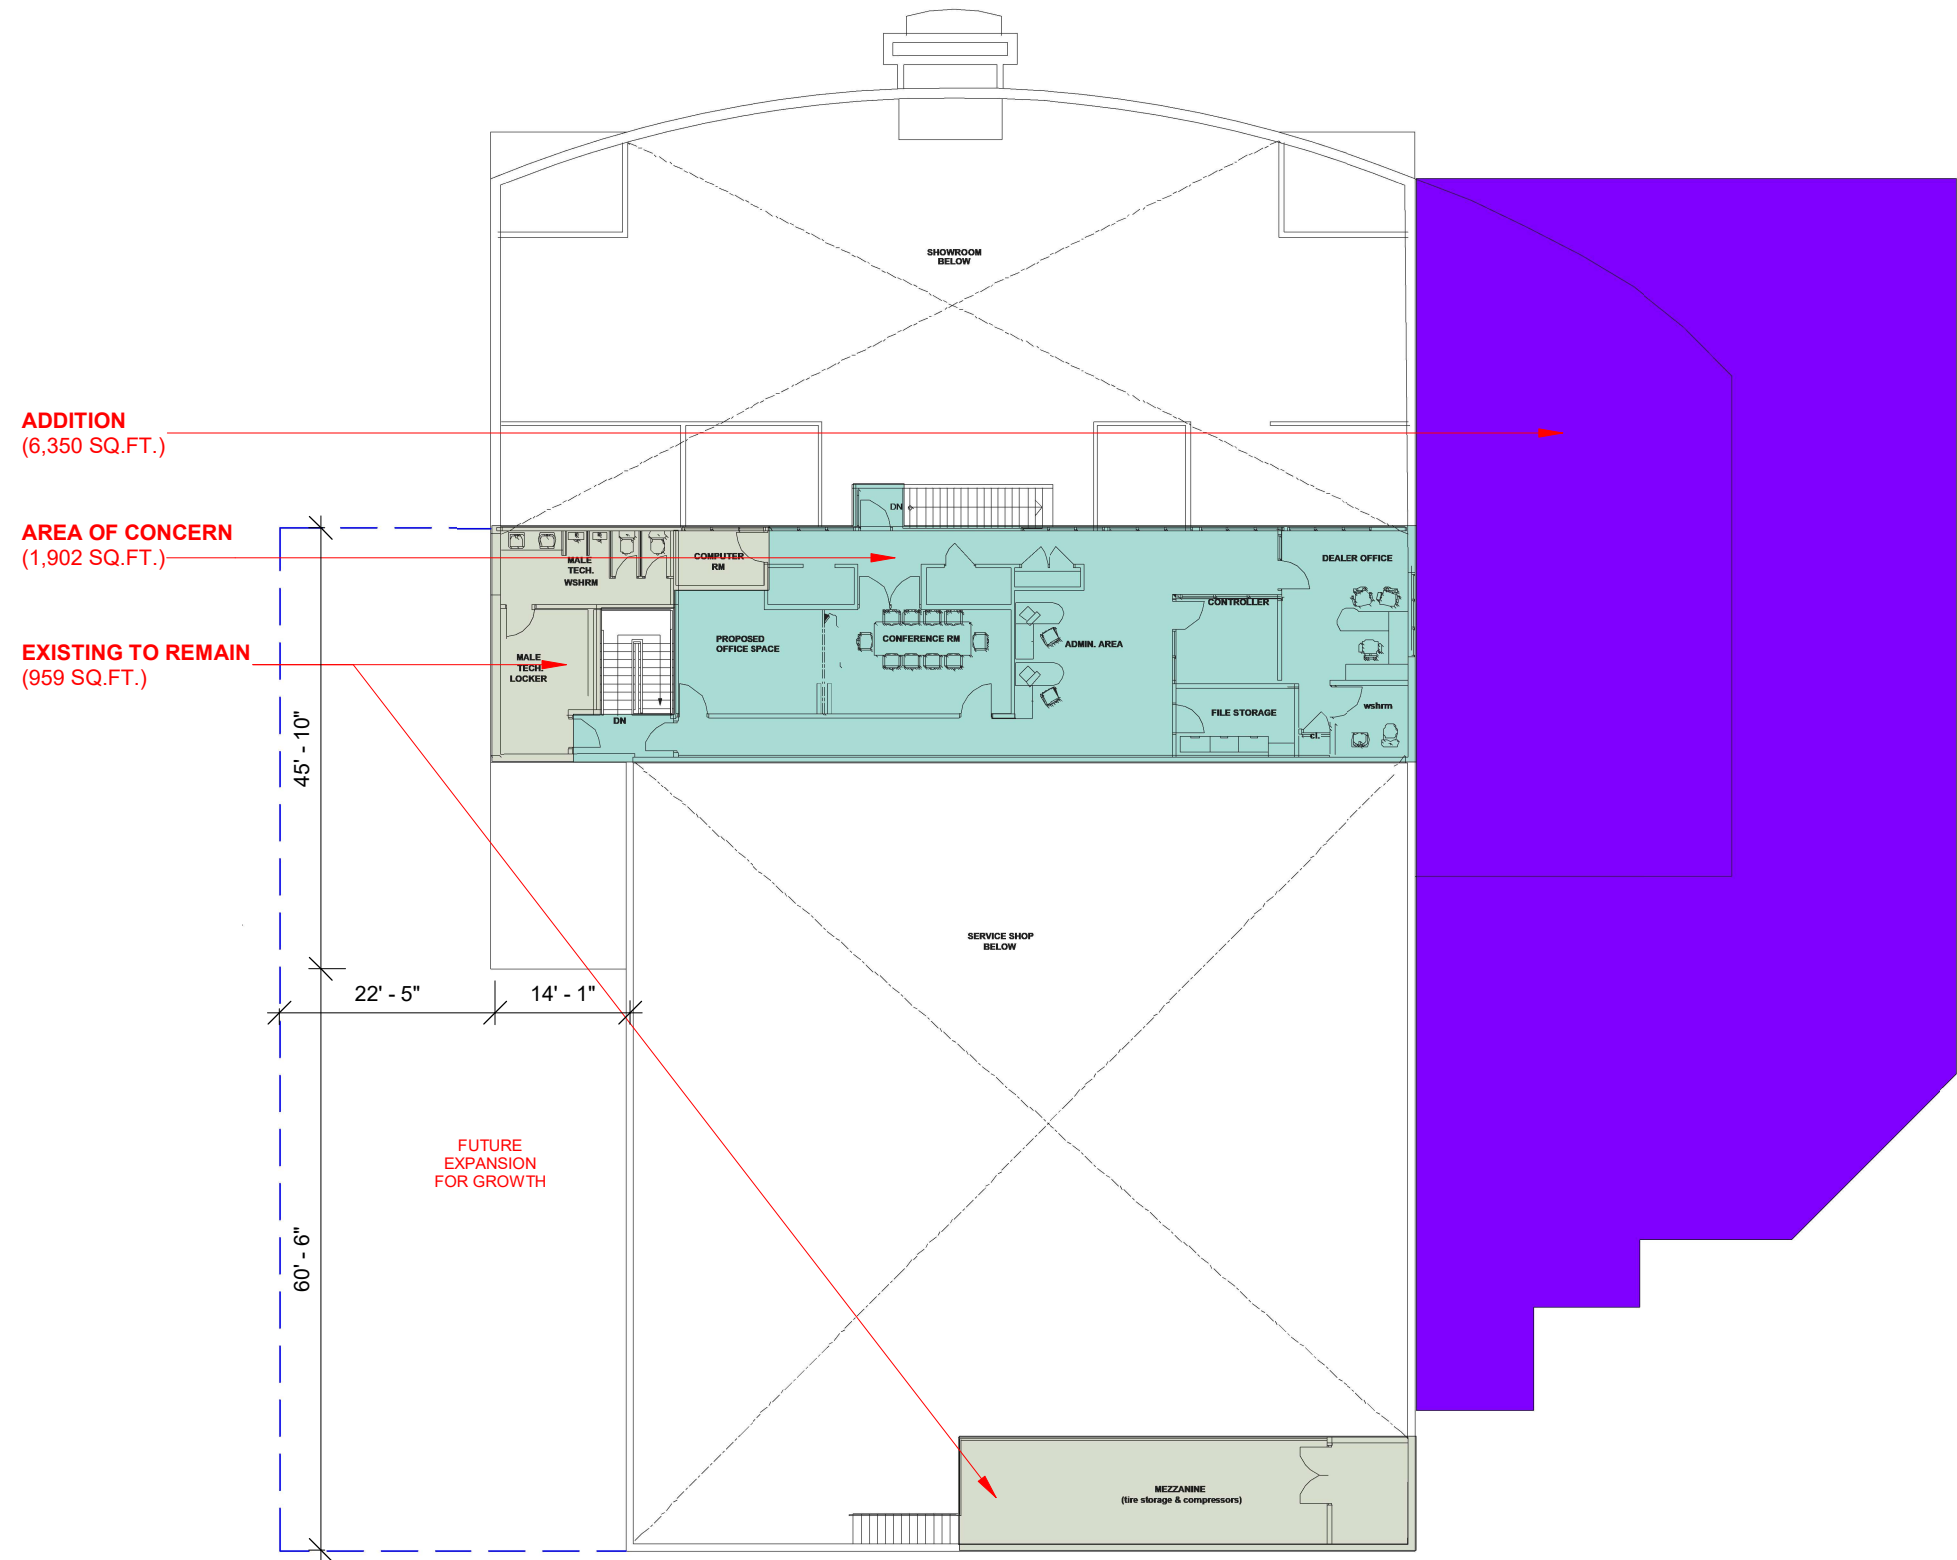 SHOWROOM
BELOW
ADDITION
(6,350 SQ.FT.)
AREA OF CONCERN
(1,902 SQ.FT.)
EXISTING TO REMAIN
(959 SQ.FT.)
DN
MALE
TECH.
WSHRM
COMPUTER
RM
DEALER OFFICE
CONTROLLER
PROPOSED
OFFICE SPACE
CONFERENCE RM
ADMIN. AREA
MALE
TECH.
LOCKER
DN
FILE STORAGE
wshrm
cl.
45' - 10"
SERVICE SHOP
BELOW
22' - 5"
14' - 1"
FUTURE
EXPANSION
FOR GROWTH
60' - 6"
MEZZANINE
(tire storage & compressors)